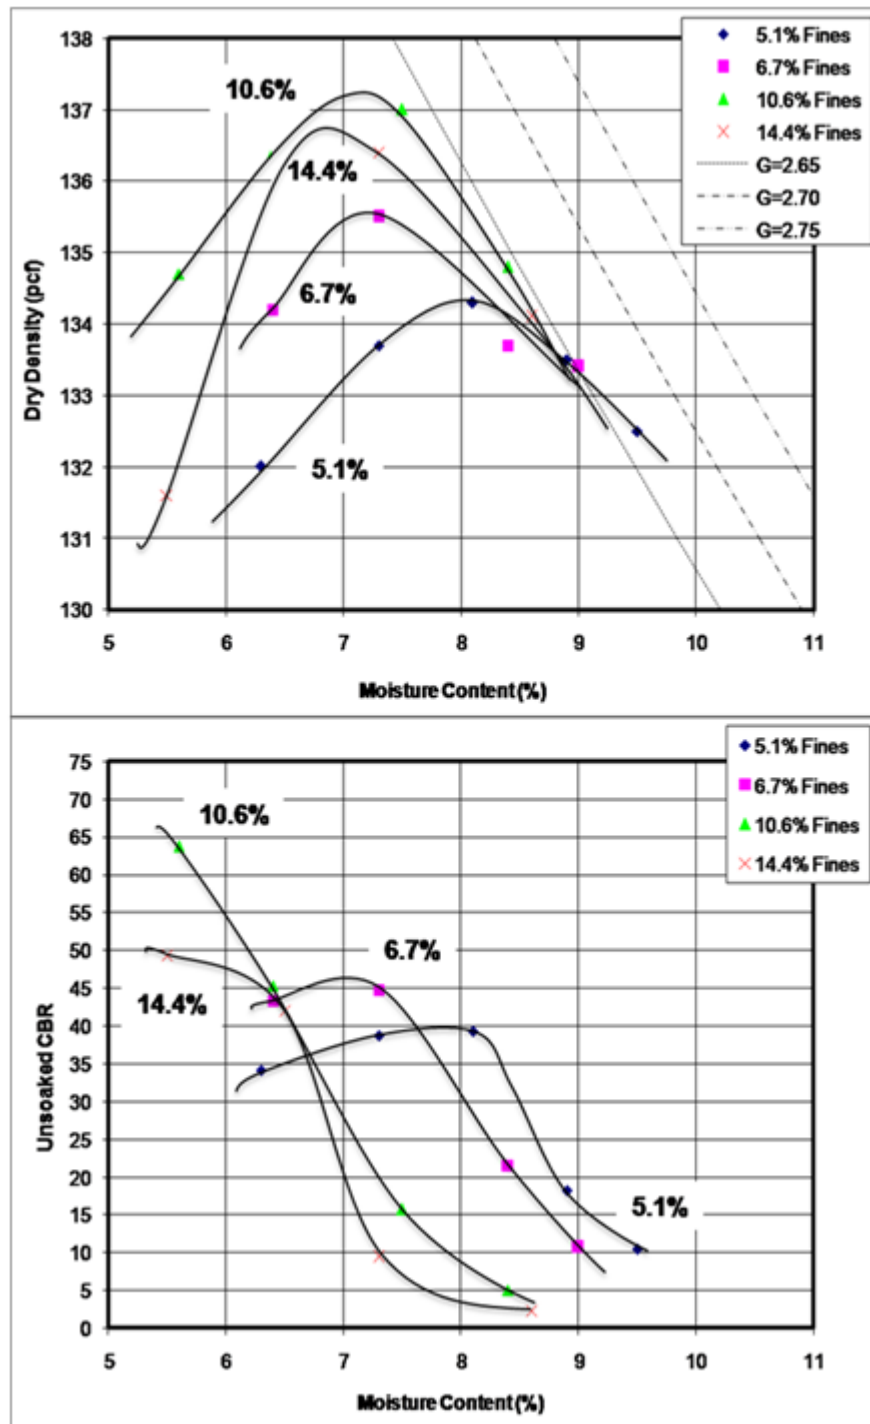 138
137
136
135
134
133
132
131
130
Dry Density (pcf)
10.6%
14.4%
6.7%
5.1%
5.1% Fines
6.7% Fines
10.6% Fines
14.4% Fines
G=2.65
G=2.70
G=2.75
5 6 7 8 9 10 11
Moisture Content (%)
75
70
65
60
55
50
45
40
35
30
25
20
15
10
5
0
Unsoaked CBR
10.6%
6.7%
14.4%
5.1%
5.1% Fines
6.7% Fines
10.6% Fines
14.4% Fines
5 6 7 8 9 10 11
Moisture Content (%)